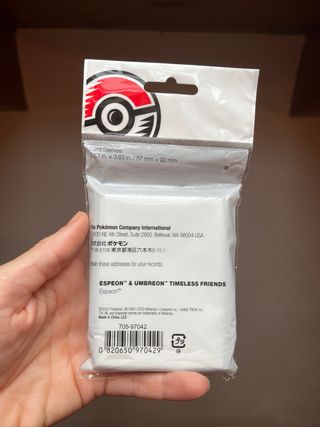 Card Sleeves
2.63 in. x 3.63 in. / 67 mm x 92 mm
The Pokémon Company International
10400 NE 4th Street, Suite 2800, Bellevue, WA 98004 USA
株式会社ポケモン
106-6108 東京都港区六本木6-10-1
Retain these addresses for your records.
ESPEON™ & UMBREON™ TIMELESS FRIENDS
Espeon™
Made in China.
705-97042
0 820650 970429